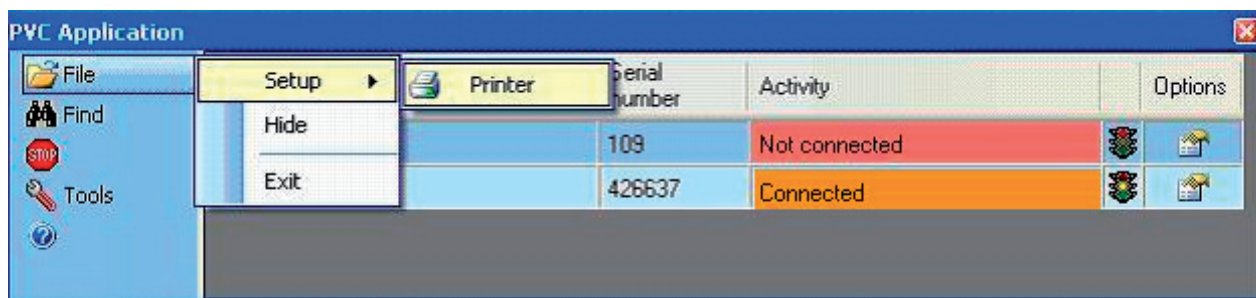 PVC Application
File
Setup
Printer
Serial
number
Activity
Options
Find
Hide
109
Not connected
STOP
Exit
426637
Connected
Tools